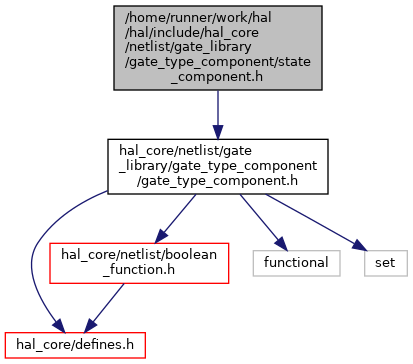 /home/runner/work/hal
/hal/include/hal_core
/netlist/gate_library
/gate_type_component/state
_component.h
hal_core/netlist/gate
_library/gate_type_component
/gate_type_component.h
hal_core/netlist/boolean
_function.h
functional
set
hal_core/defines.h